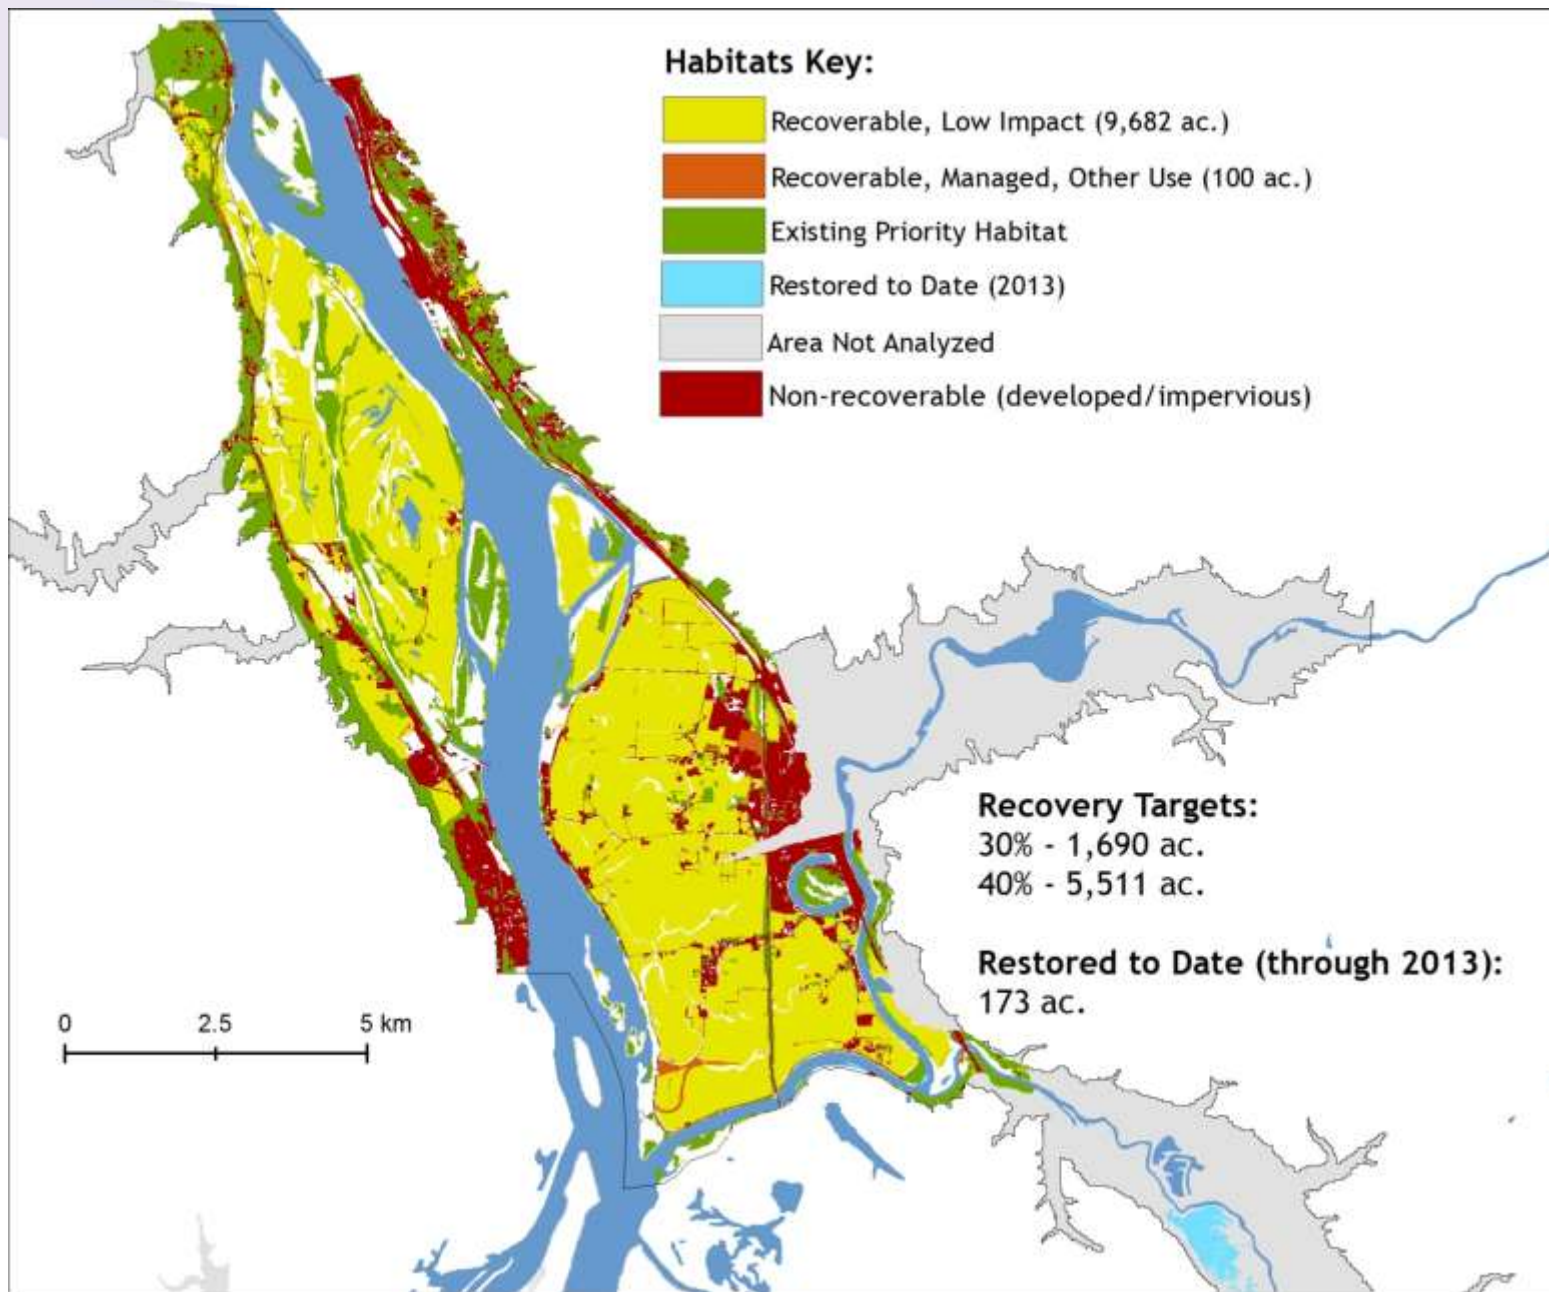 Habitats Key:
Recoverable, Low Impact (9,682 ac.)
Recoverable, Managed, Other Use (100 ac.)
Existing Priority Habitat
Restored to Date (2013)
Area Not Analyzed
Non-recoverable (developed/impervious)
Recovery Targets:
30% - 1,690 ac.
40% - 5,511 ac.
Restored to Date (through 2013):
173 ac.
0 2.5 5 km